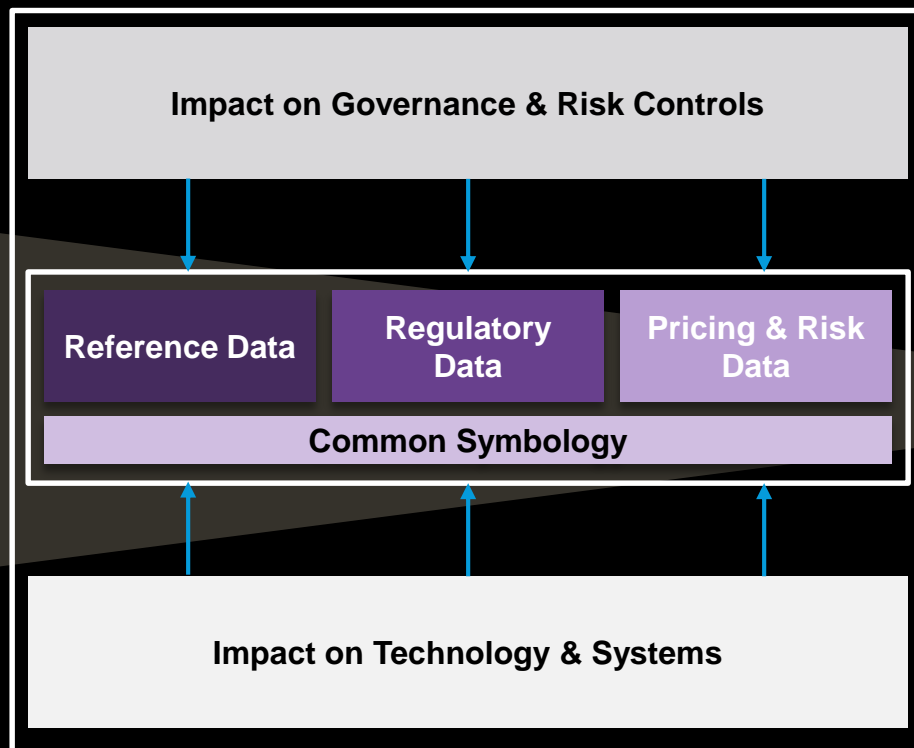 Impact on Governance & Risk Controls
Reference Data
Regulatory
Data
Pricing & Risk
Data
Common Symbology
Impact on Technology & Systems